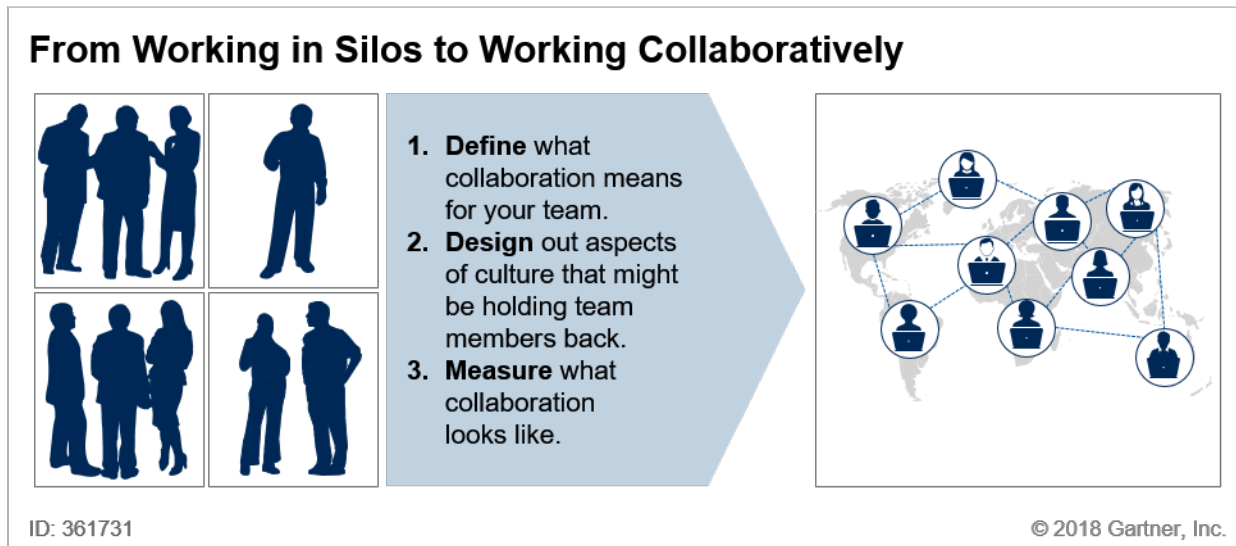 From Working in Silos to Working Collaboratively
1. Define what
collaboration means
for your team.
2. Design out aspects
of culture that might
be holding team
members back.
3. Measure what
collaboration
looks like.
ID: 361731
© 2018 Gartner, Inc.